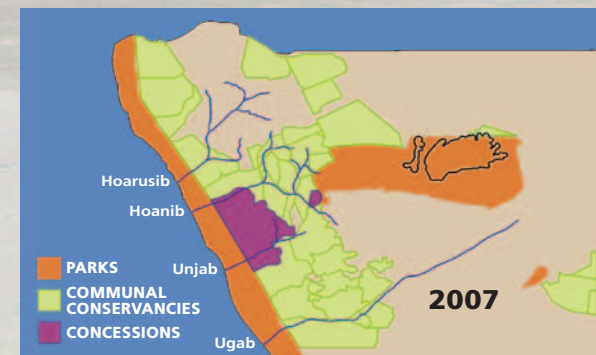 Hoarusib
Hoanib
Unjab
Ugab
PARKS
COMMUNAL
CONSERVANCIES
CONCESSIONS
2007